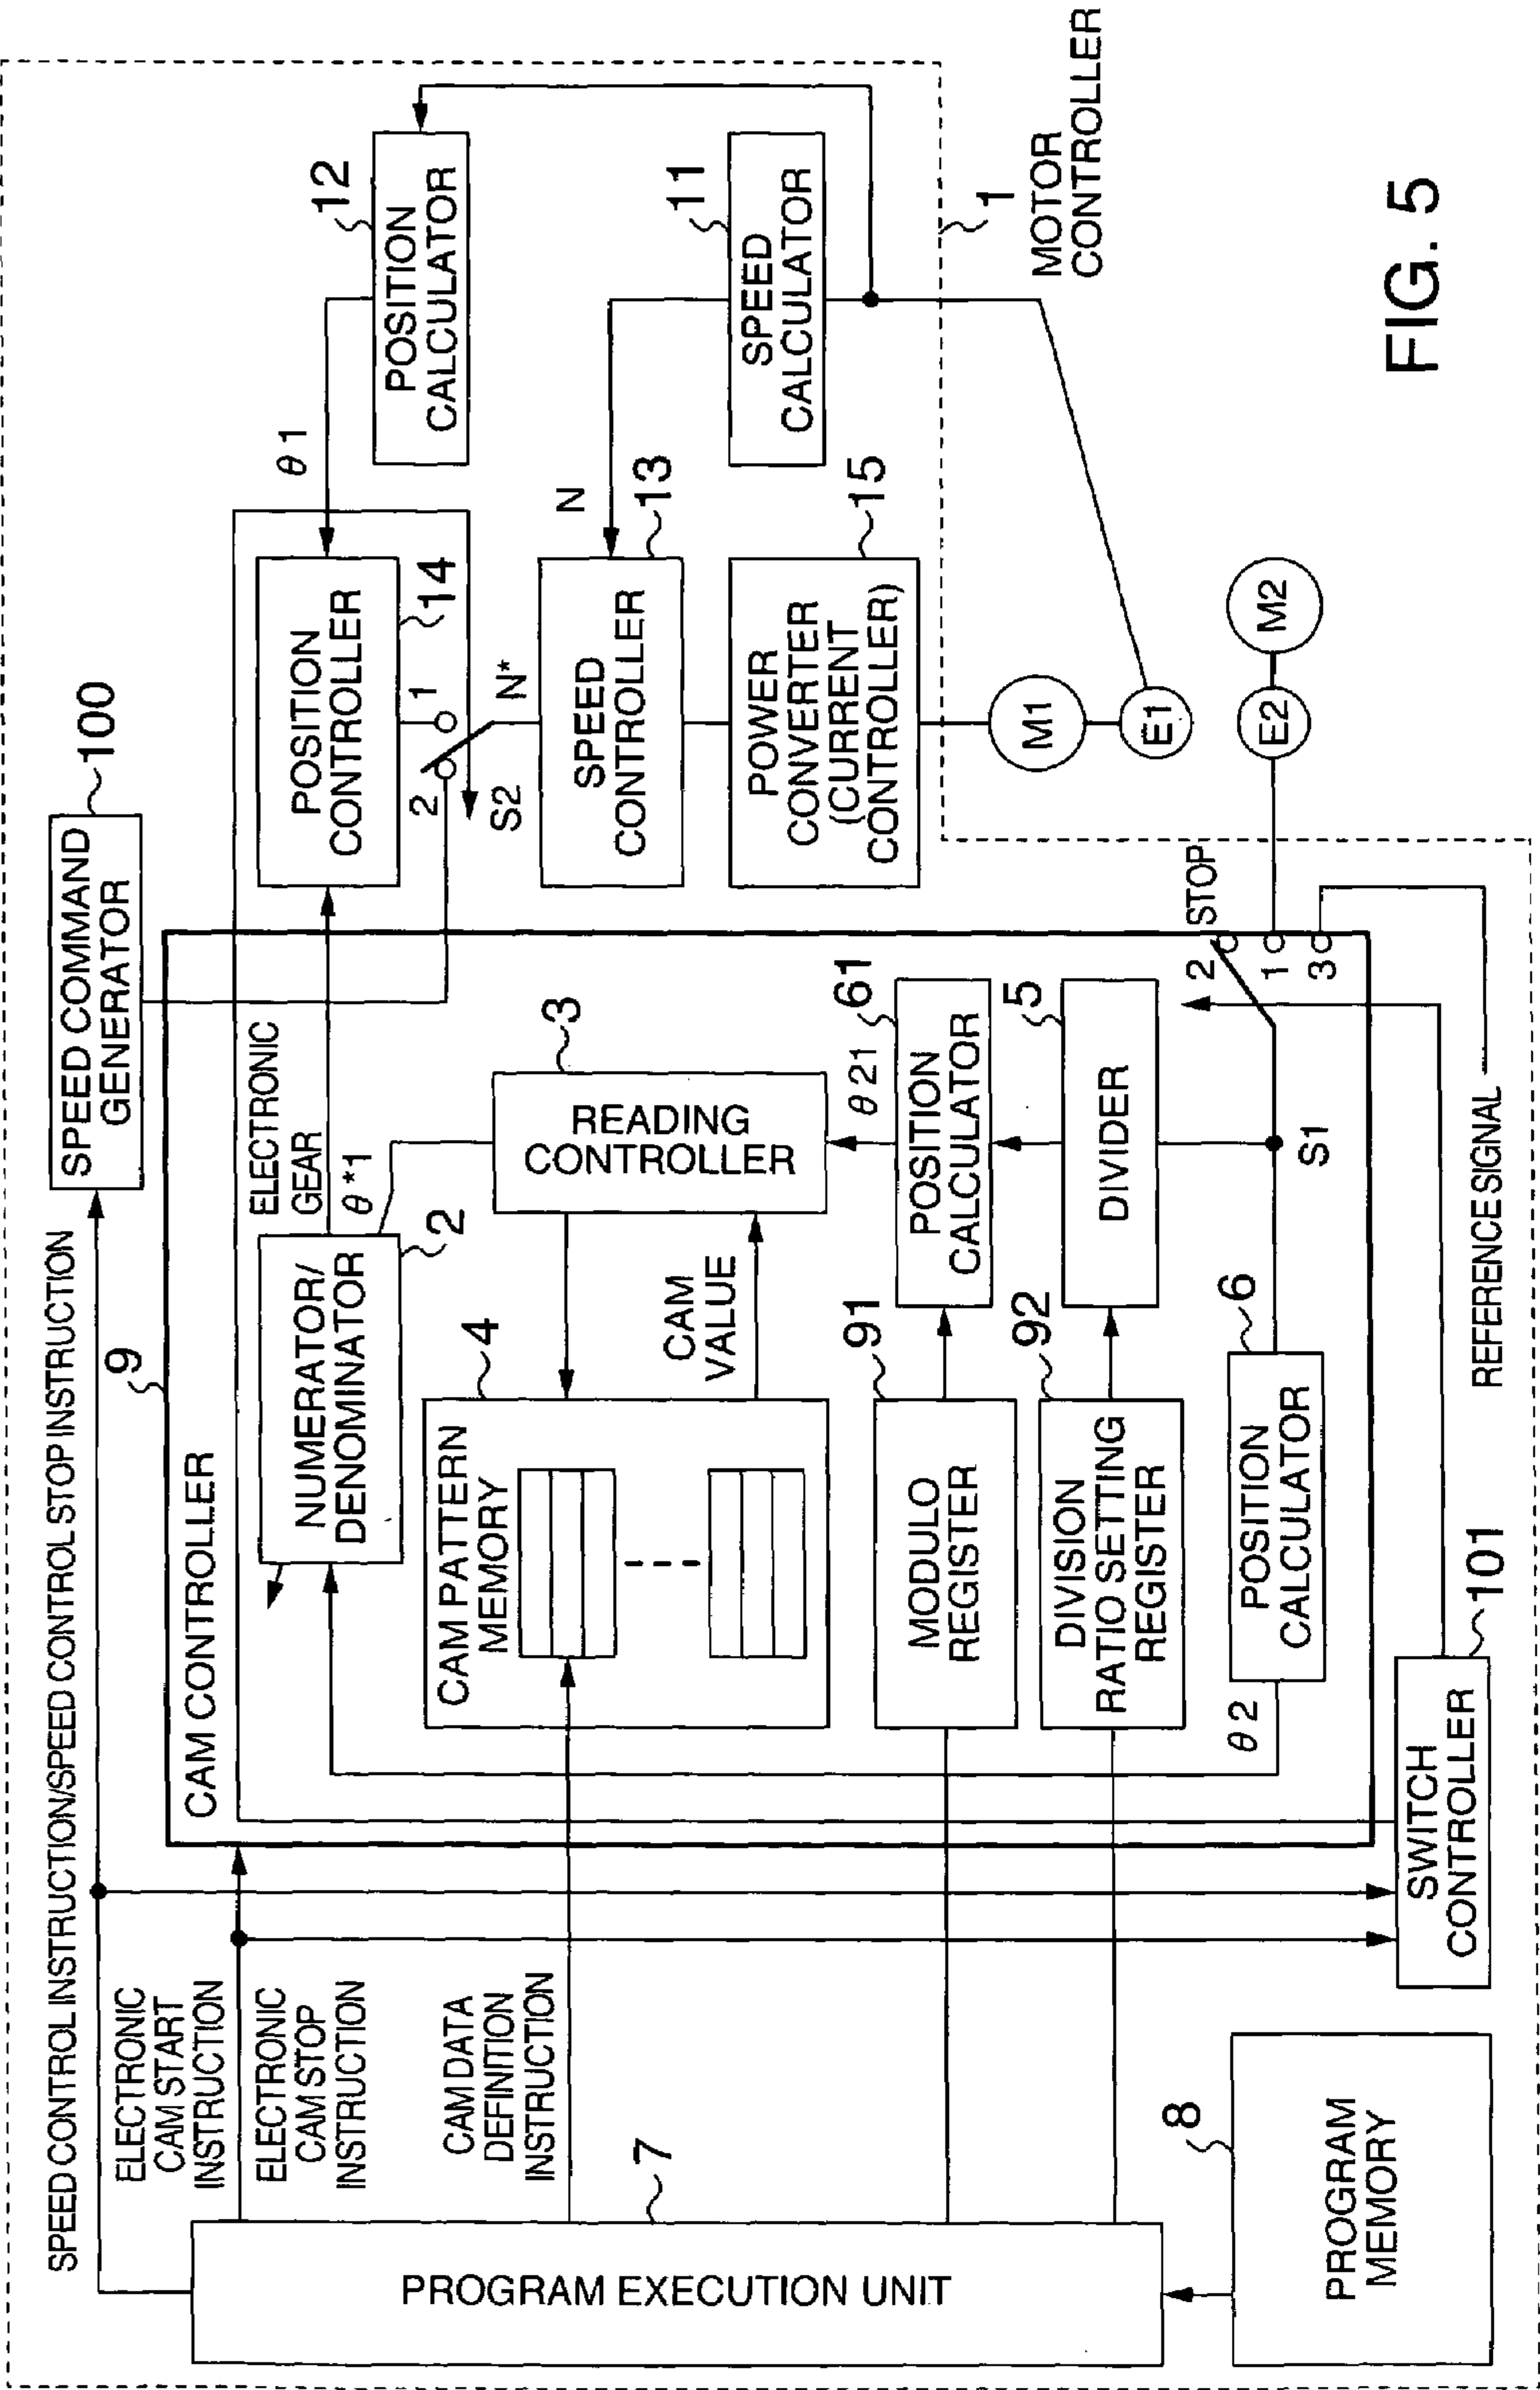 SPEED CONTROL INSTRUCTION/SPEED CONTROL STOP INSTRUCTION
SPEED COMMAND
GENERATOR
100
ELECTRONIC
CAM START
INSTRUCTION
ELECTRONIC
CAM STOP
INSTRUCTION
CAM DATA
DEFINITION
INSTRUCTION
7
PROGRAM EXECUTION UNIT
8
PROGRAM
MEMORY
9
CAM CONTROLLER
NUMERATOR/
DENOMINATOR
2
ELECTRONIC
GEAR
θ*1
CAM PATTERN
MEMORY
4
CAM
VALUE
3
READING
CONTROLLER
θ21
61
POSITION
CALCULATOR
91
MODULO
REGISTER
92
DIVISION
RATIO SETTING
REGISTER
5
DIVIDER
6
POSITION
CALCULATOR
θ2
S1
2
STOP
1
3
SWITCH
CONTROLLER
101
REFERENCE SIGNAL
POSITION
CONTROLLER
14
θ1
12
POSITION
CALCULATOR
1
2
S2
N*
N
SPEED
CONTROLLER
13
11
SPEED
CALCULATOR
POWER
CONVERTER
(CURRENT
CONTROLLER)
15
M1
E1
E2
M2
1
MOTOR
CONTROLLER
FIG. 5